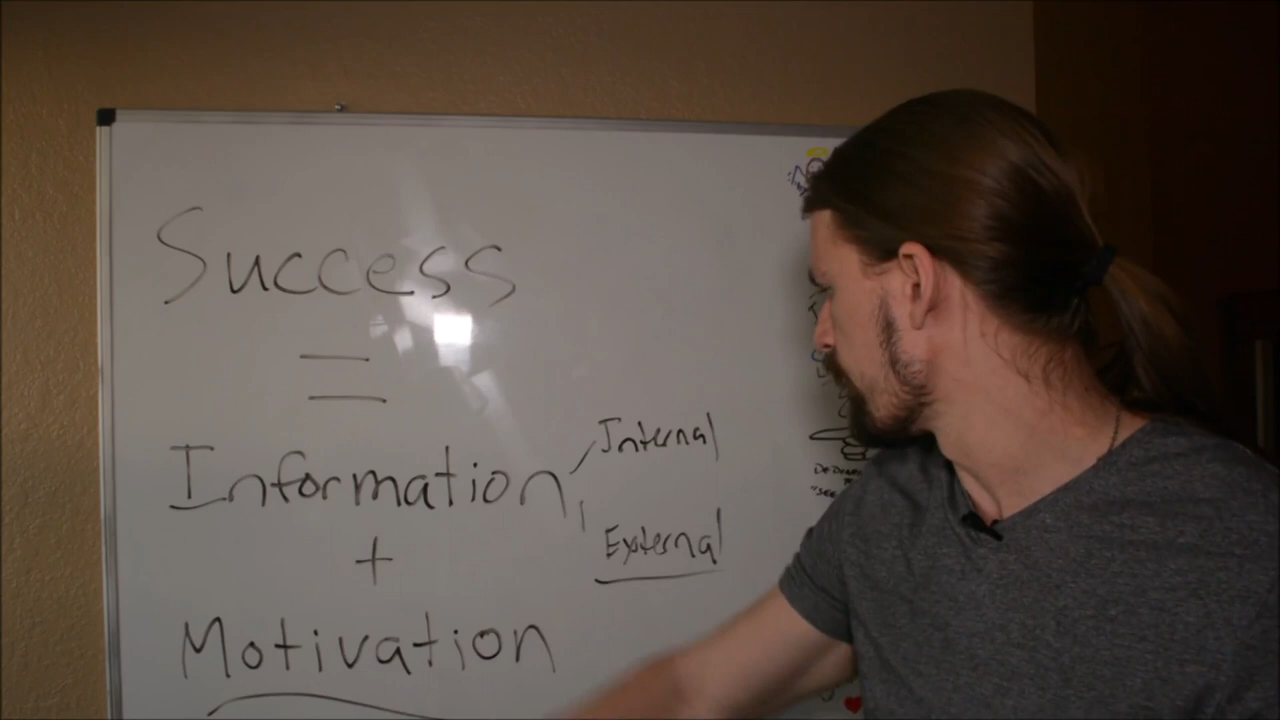 Success
=
Information
Internal
External
+
Motivation